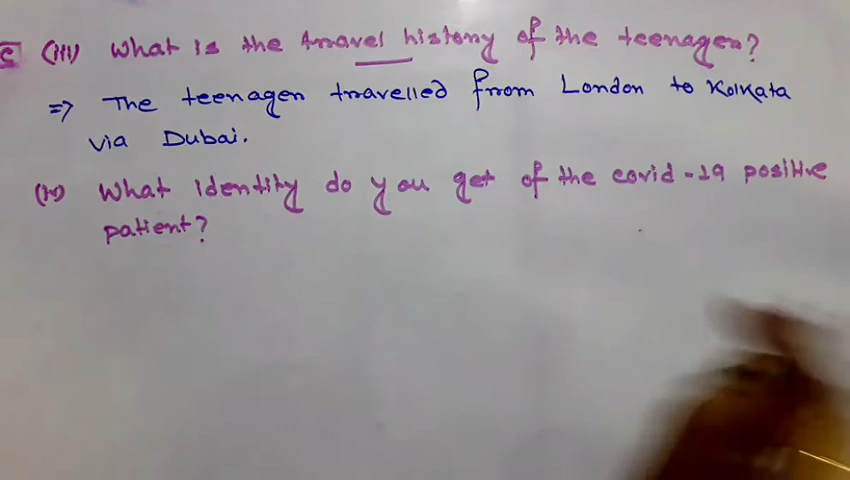 C (iii) What is the travel history of the teenager?
=> The teenager travelled from London to Kolkata
via Dubai.
(iv) What identity do you get of the covid-19 positive
patient?